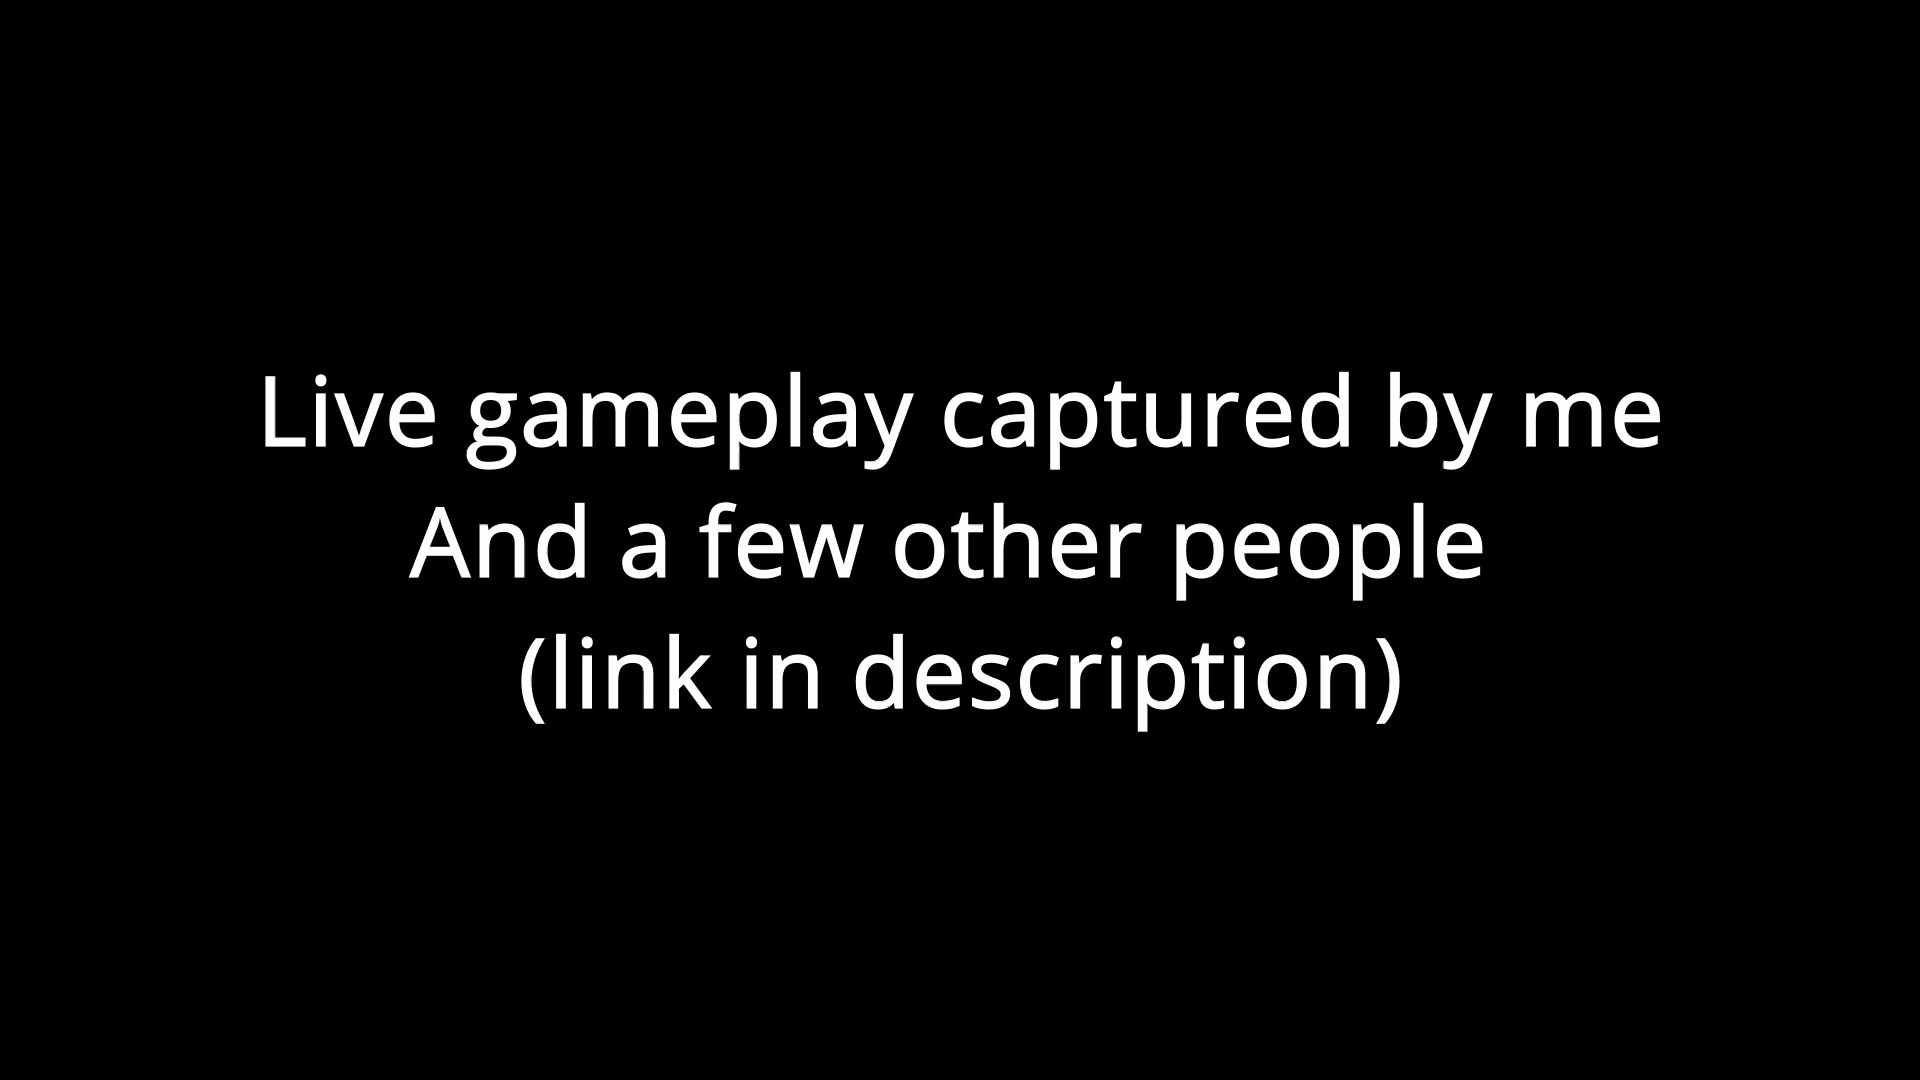 Live gameplay captured by me
And a few other people
(link in description)